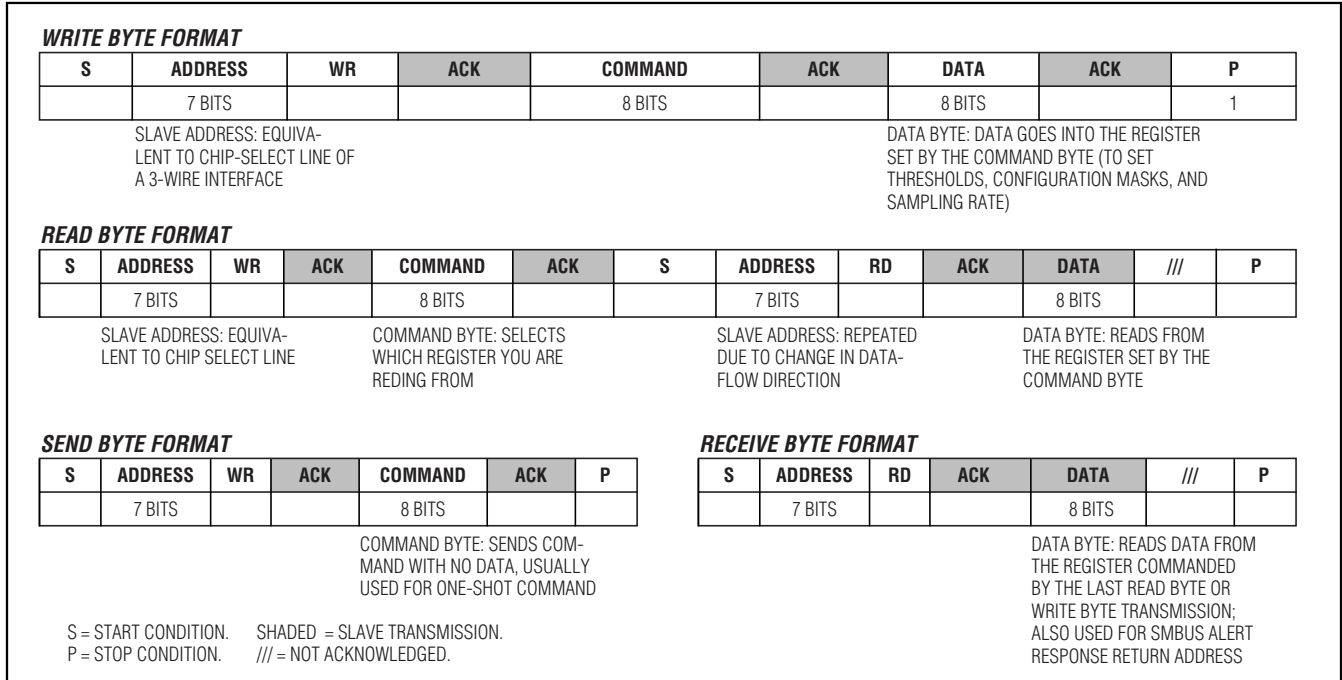 WRITE BYTE FORMAT
S ADDRESS WR ACK COMMAND ACK DATA ACK P
7 BITS 8 BITS 8 BITS 1
SLAVE ADDRESS: EQUIVA-
LENT TO CHIP-SELECT LINE OF
A 3-WIRE INTERFACE
DATA BYTE: DATA GOES INTO THE REGISTER
SET BY THE COMMAND BYTE (TO SET
THRESHOLDS, CONFIGURATION MASKS, AND
SAMPLING RATE)
READ BYTE FORMAT
S ADDRESS WR ACK COMMAND ACK S ADDRESS RD ACK DATA /// P
7 BITS 8 BITS 7 BITS 8 BITS
SLAVE ADDRESS: EQUIVA-
LENT TO CHIP SELECT LINE
COMMAND BYTE: SELECTS
WHICH REGISTER YOU ARE
REDING FROM
SLAVE ADDRESS: REPEATED
DUE TO CHANGE IN DATA-
FLOW DIRECTION
DATA BYTE: READS FROM
THE REGISTER SET BY THE
COMMAND BYTE
SEND BYTE FORMAT
S ADDRESS WR ACK COMMAND ACK P
7 BITS 8 BITS
COMMAND BYTE: SENDS COM-
MAND WITH NO DATA, USUALLY
USED FOR ONE-SHOT COMMAND
RECEIVE BYTE FORMAT
S ADDRESS RD ACK DATA /// P
7 BITS 8 BITS
DATA BYTE: READS DATA FROM
THE REGISTER COMMANDED
BY THE LAST READ BYTE OR
WRITE BYTE TRANSMISSION;
ALSO USED FOR SMBUS ALERT
RESPONSE RETURN ADDRESS
S = START CONDITION. SHADED = SLAVE TRANSMISSION.
P = STOP CONDITION. /// = NOT ACKNOWLEDGED.